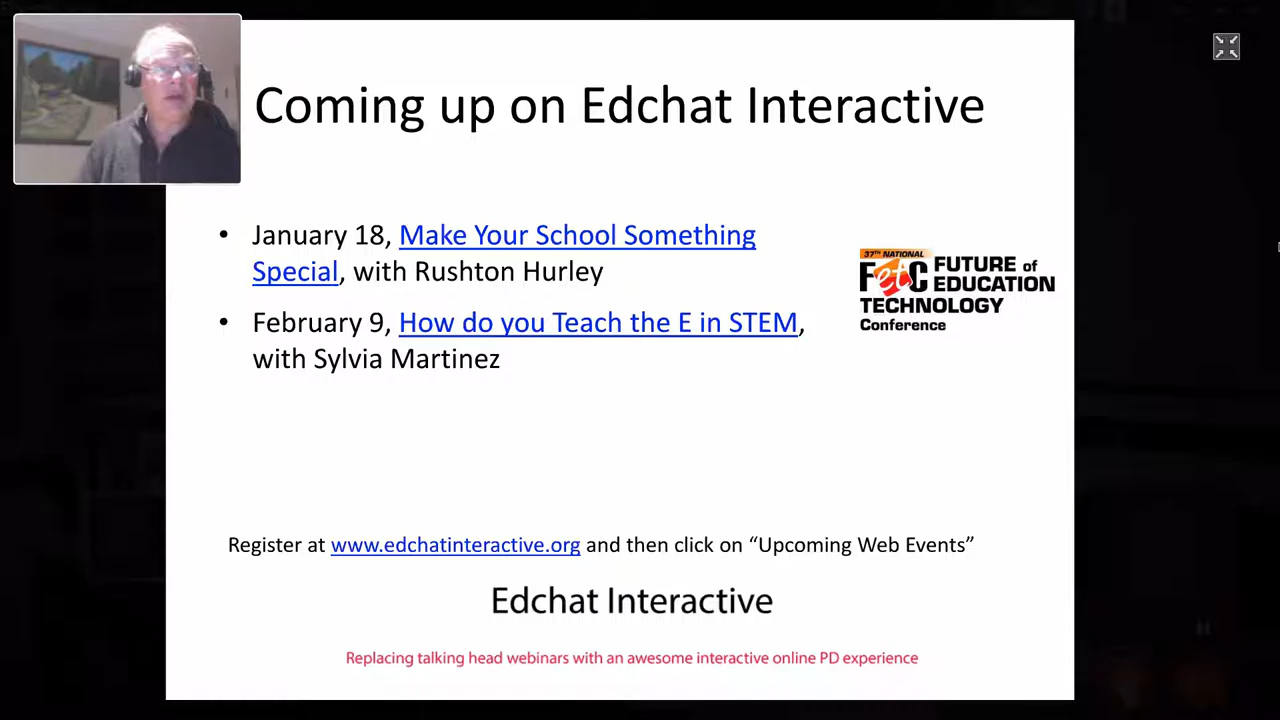 Coming up on Edchat Interactive
• January 18, Make Your School Something
Special, with Rushton Hurley
• February 9, How do you Teach the E in STEM,
with Sylvia Martinez
37TH NATIONAL
FETC FUTURE of
EDUCATION
TECHNOLOGY
Conference
Register at www.edchatinteractive.org and then click on “Upcoming Web Events”
Edchat Interactive
Replacing talking head webinars with an awesome interactive online PD experience